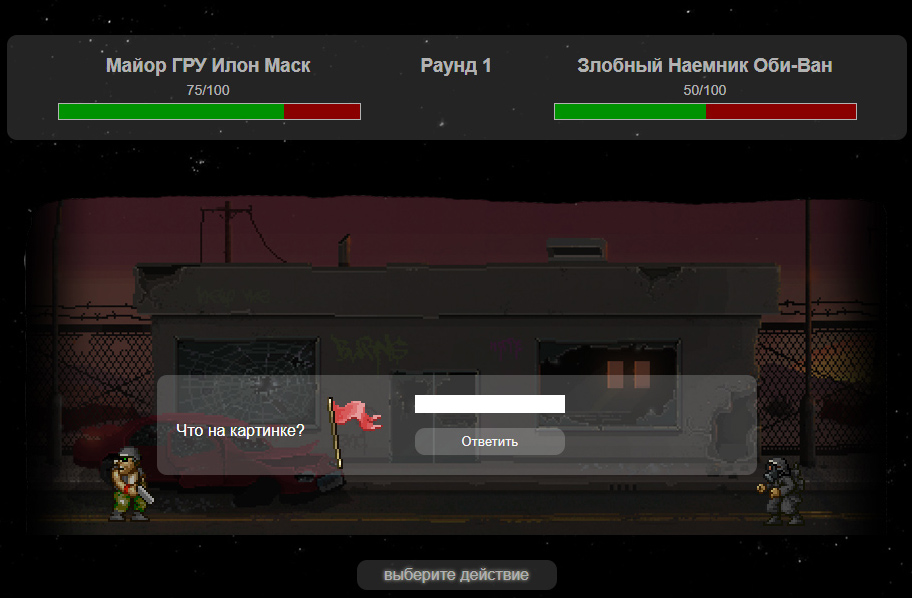 Майор ГРУ Илон Маск
Раунд 1
Злобный Наемник Оби-Ван
75/100
50/100
Что на картинке?
Ответить
выберите действие